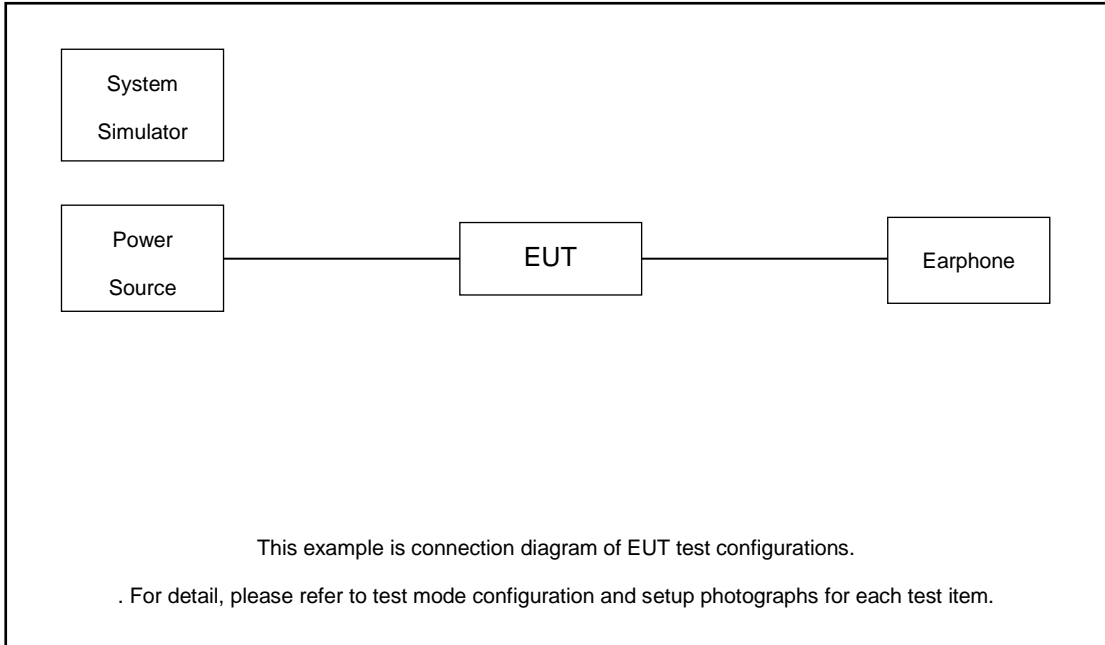 System
Simulator
Power
Source
EUT
Earphone
This example is connection diagram of EUT test configurations.
. For detail, please refer to test mode configuration and setup photographs for each test item.